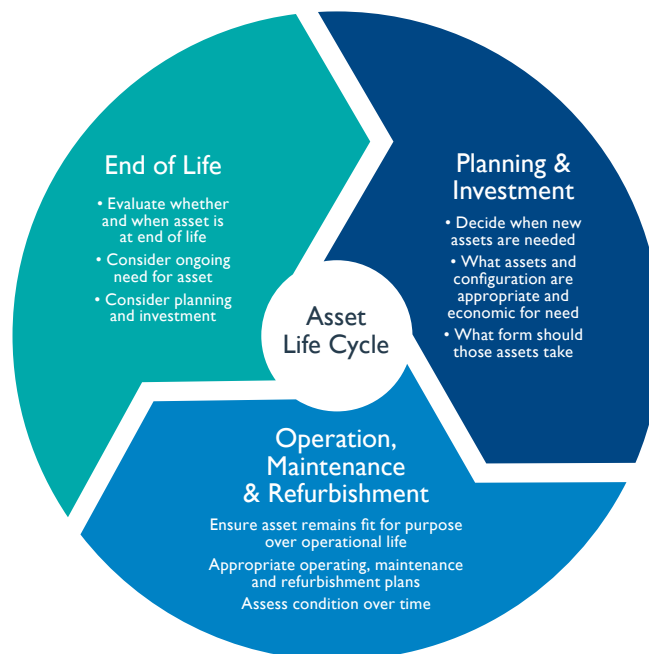 End of Life
• Evaluate whether
and when asset is
at end of life
• Consider ongoing
need for asset
• Consider planning
and investment
Planning &
Investment
• Decide when new
assets are needed
• What assets and
configuration are
appropriate and
economic for need
• What form should
those assets take
Asset
Life Cycle
Operation,
Maintenance
& Refurbishment
Ensure asset remains fit for purpose
over operational life
Appropriate operating, maintenance
and refurbishment plans
Assess condition over time